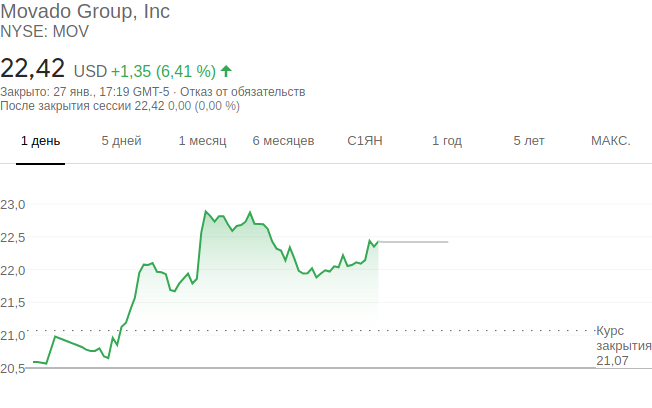 Movado Group, Inc
NYSE: MOV
22,42 USD +1,35 (6,41 %)
Закрыто: 27 янв., 17:19 GMT-5 · Отказ от обязательств
После закрытия сессии 22,42 0,00 (0,00 %)
1 день 5 дней 1 месяц 6 месяцев С1ЯН 1 год 5 лет МАКС.
23,0
22,5
22,0
21,5
21,0
20,5
Курс
закрытия
21,07